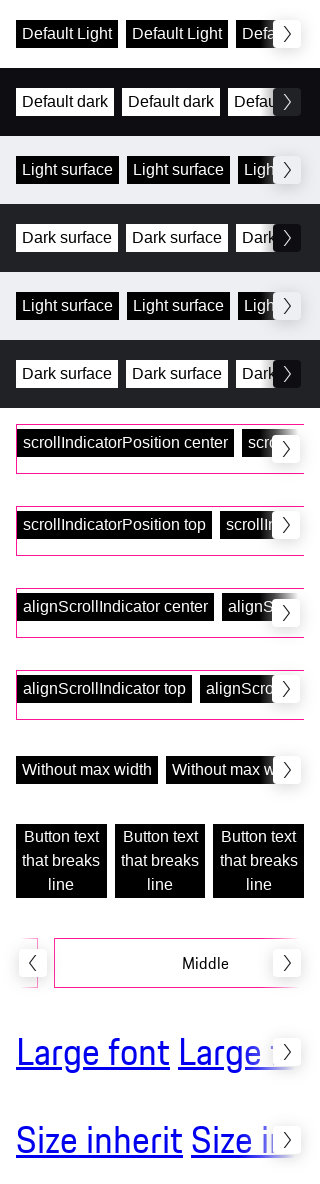 Default Light Default Light Defa
Default dark Default dark Defau
Light surface Light surface Ligh
Dark surface Dark surface Dark
Light surface Light surface Ligh
Dark surface Dark surface Dark
scrollIndicatorPosition center scro
scrollIndicatorPosition top scrollIn
alignScrollIndicator center alignS
alignScrollIndicator top alignScro
Without max width Without max w
Button text Button text Button text
that breaks that breaks that breaks
line line line
Middle
Large font Large f
Size inherit Size in